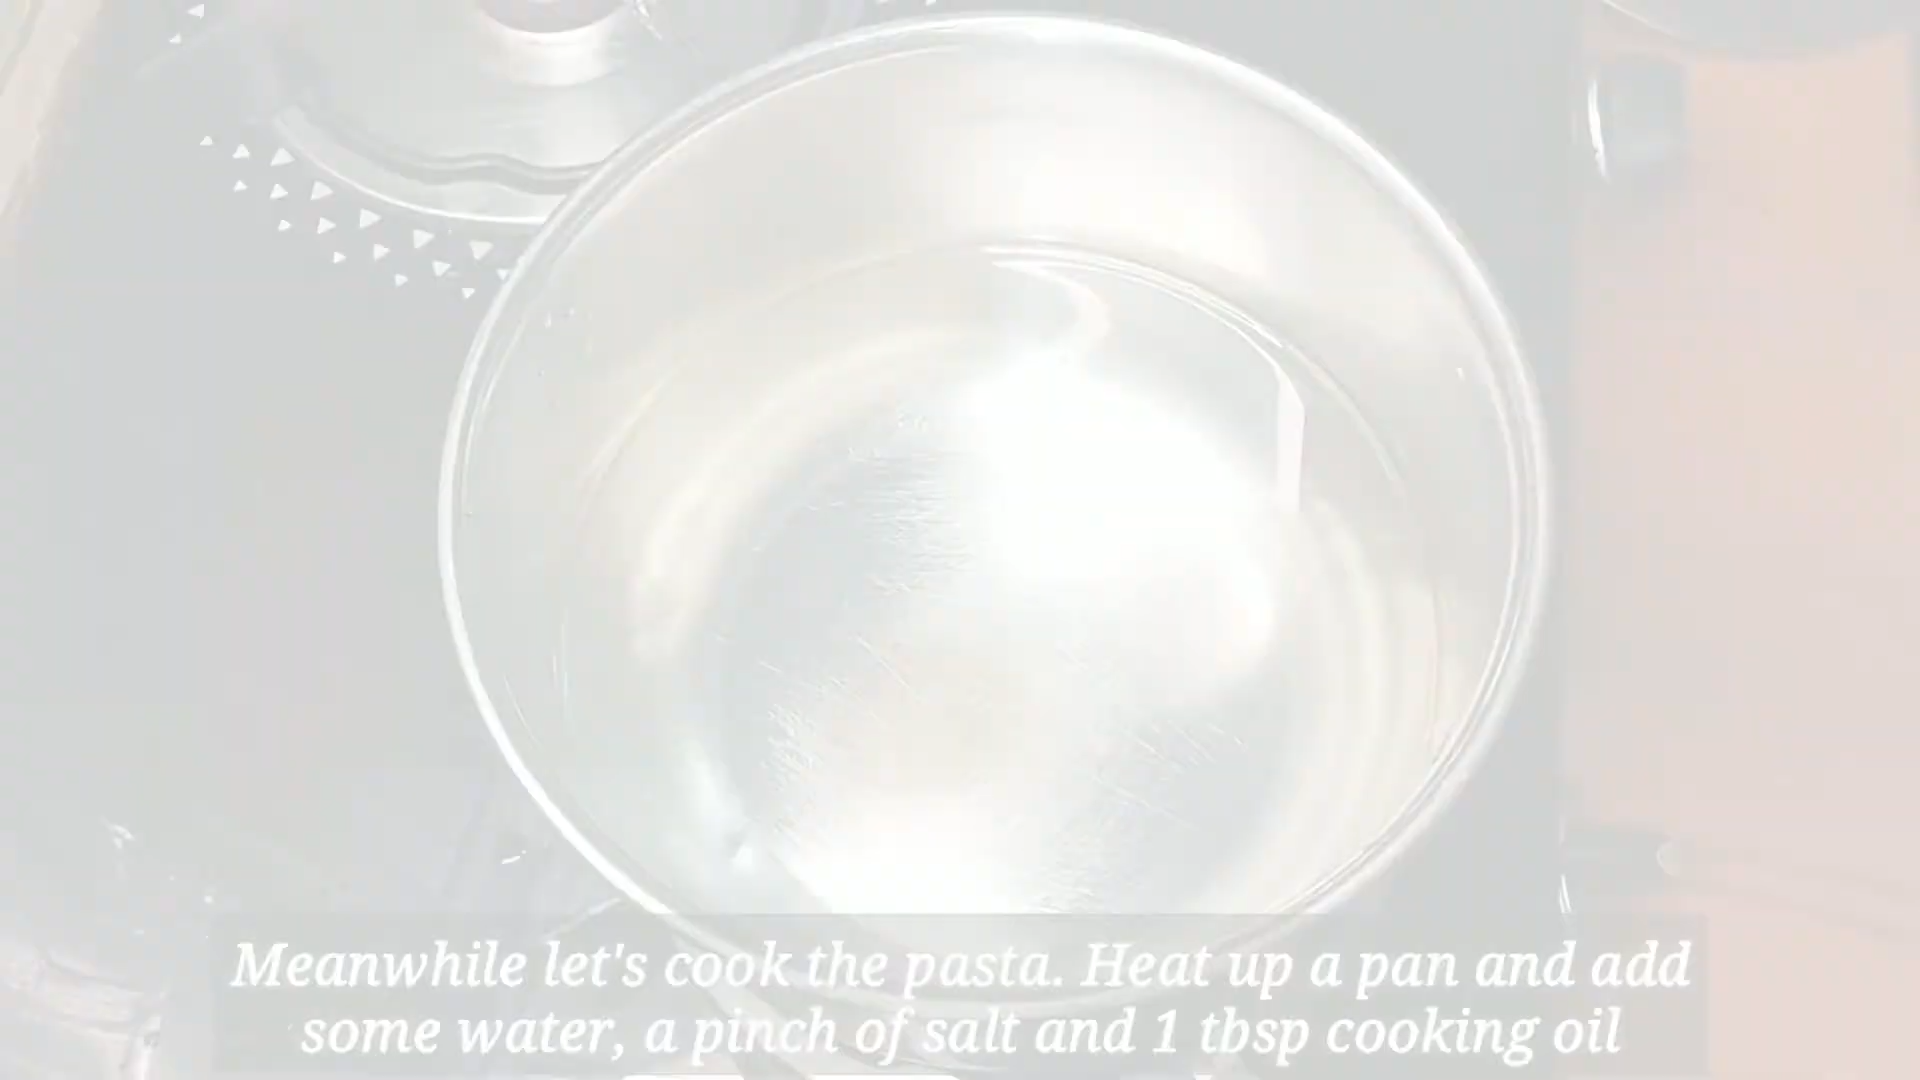 Meanwhile let's cook the pasta. Heat up a pan and add
some water, a pinch of salt and 1 tbsp cooking oil